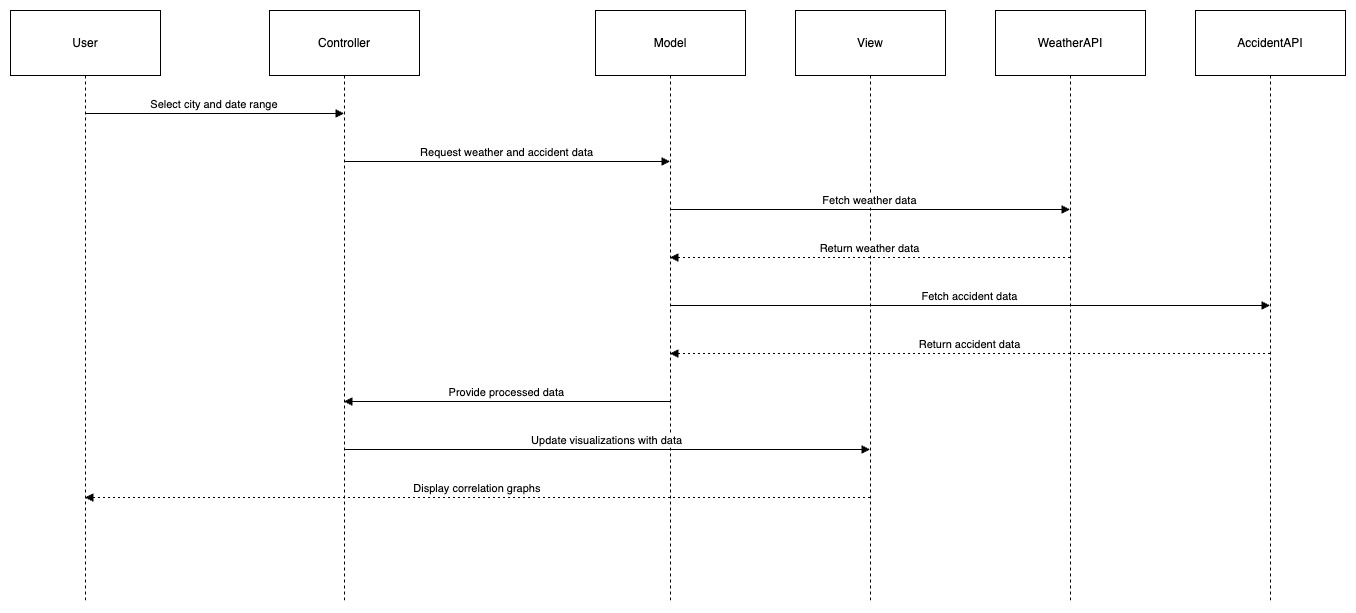 User
Controller
Model
View
WeatherAPI
AccidentAPI
Select city and date range
Request weather and accident data
Fetch weather data
Return weather data
Fetch accident data
Return accident data
Provide processed data
Update visualizations with data
Display correlation graphs